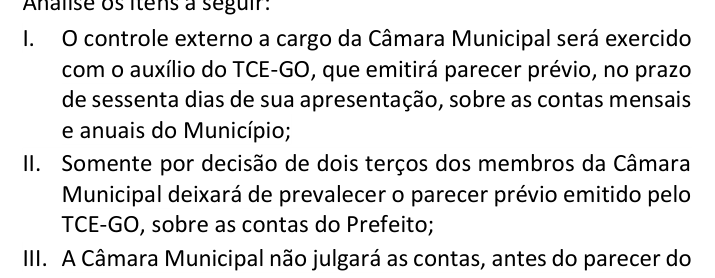 Analise os itens a seguir:
I. O controle externo a cargo da Câmara Municipal será exercido
com o auxílio do TCE-GO, que emitirá parecer prévio, no prazo
de sessenta dias de sua apresentação, sobre as contas mensais
e anuais do Município;
II. Somente por decisão de dois terços dos membros da Câmara
Municipal deixará de prevalecer o parecer prévio emitido pelo
TCE-GO, sobre as contas do Prefeito;
III. A Câmara Municipal não julgará as contas, antes do parecer do